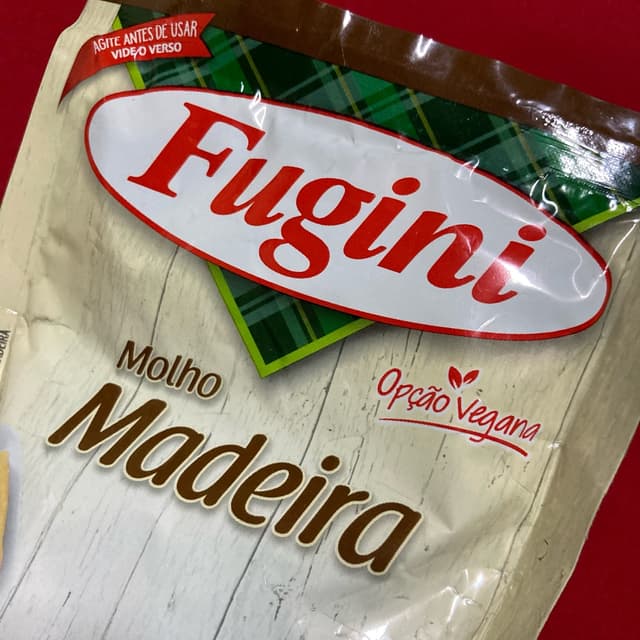 AGITE ANTES DE USAR
VIDE O VERSO
Fugini
Molho
Madeira
Opção Vegana